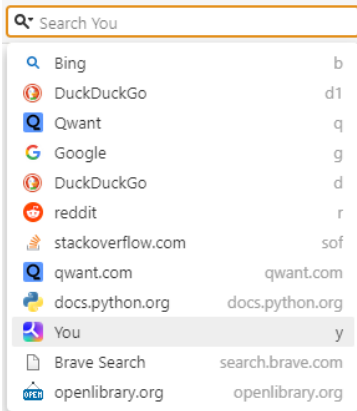 Search You
Bing b
DuckDuckGo d1
Qwant q
Google g
DuckDuckGo d
reddit r
stackoverflow.com sof
qwant.com qwant.com
docs.python.org docs.python.org
You y
Brave Search search.brave.com
OPEN openlibrary.org openlibrary.org